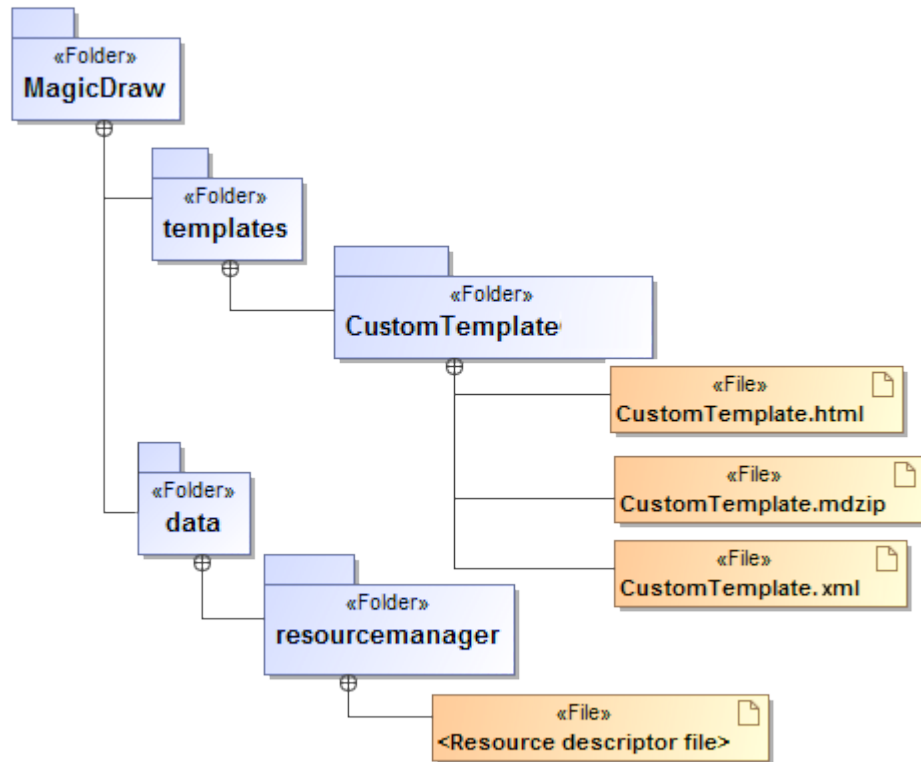 «Folder»
MagicDraw
«Folder»
templates
«Folder»
CustomTemplate
«File»
CustomTemplate.html
«File»
CustomTemplate.mdzip
«File»
CustomTemplate.xml
«Folder»
data
«Folder»
resourcemanager
«File»
<Resource descriptor file>